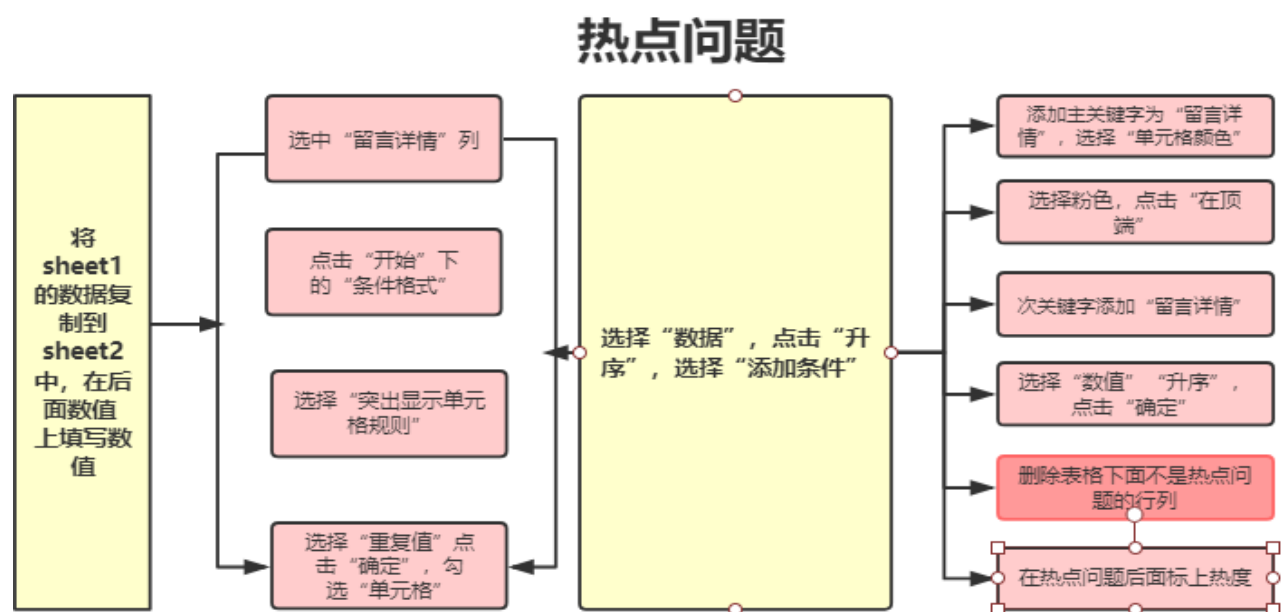 热点问题
将
sheet1
的数据复
制到
sheet2
中，在后
面数值
上填写数
值
选中“留言详情”列
点击“开始”下
的“条件格式”
选择“突出显示单元
格规则”
选择“重复值”点
击“确定”，勾
选“单元格”
选择“数据”，点击“升
序”，选择“添加条件”
添加主关键字为“留言详
情”，选择“单元格颜色”
选择粉色，点击“在顶
端”
次关键字添加“留言详情”
选择“数值”“升序”，
点击“确定”
删除表格下面不是热点问
题的行列
在热点问题后面标上热度